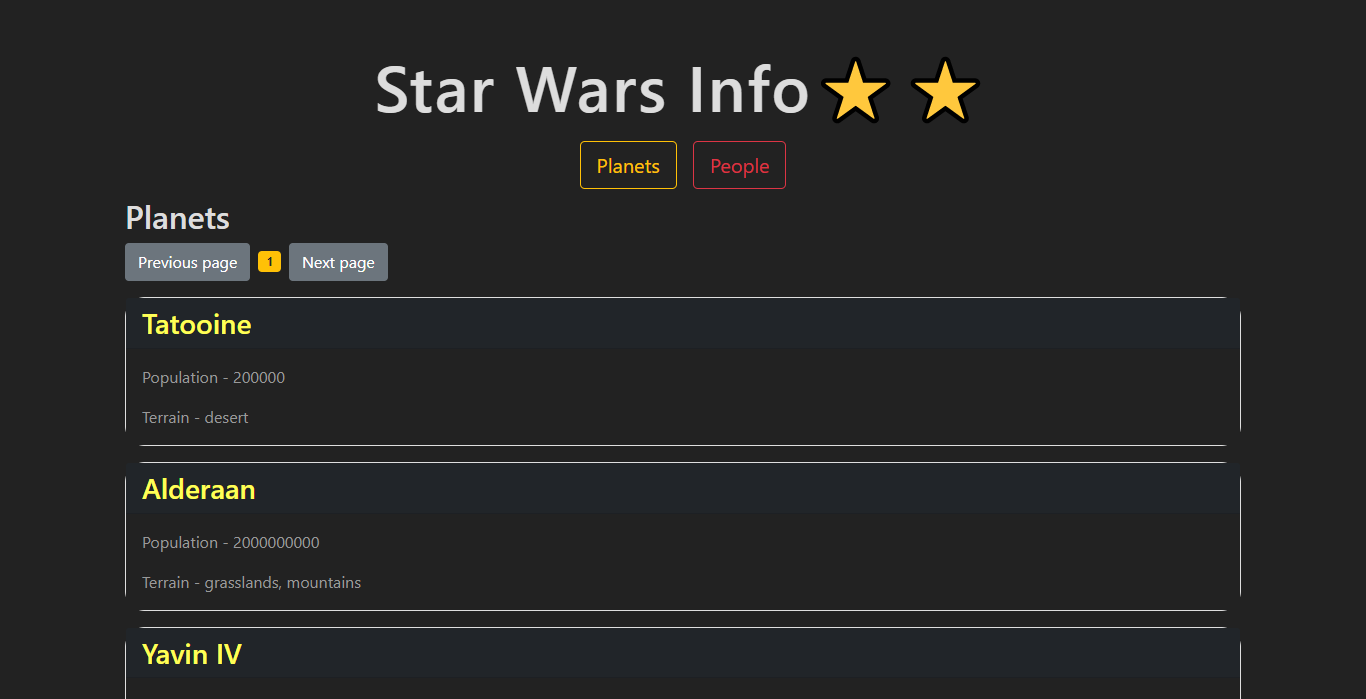 Star Wars Info
Planets People
Planets
Previous page 1 Next page
Tatooine
Population - 200000
Terrain - desert
Alderaan
Population - 2000000000
Terrain - grasslands, mountains
Yavin IV